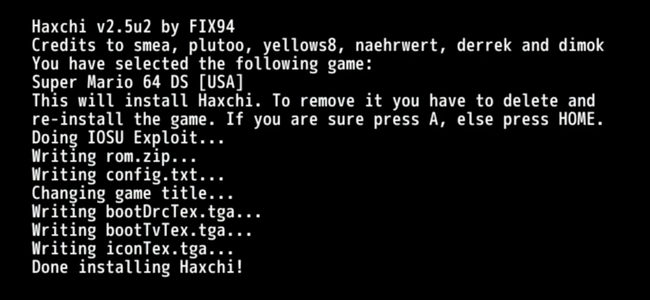 Haxchi v2.5u2 by FIX94
Credits to smea, plutoo, yellows8, naehrwert, derrek and dimok
You have selected the following game:
Super Mario 64 DS [USA]
This will install Haxchi. To remove it you have to delete and
re-install the game. If you are sure press A, else press HOME.
Doing IOSU Exploit...
Writing rom.zip...
Writing config.txt...
Changing game title...
Writing bootDrcTex.tga...
Writing bootTvTex.tga...
Writing iconTex.tga...
Done installing Haxchi!